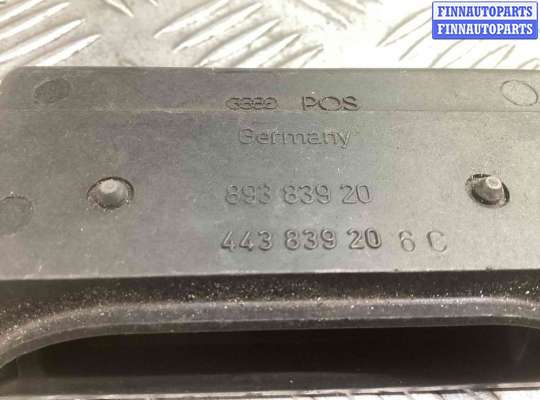 FINNAUTOPARTS
FINNAUTOPARTS
POS
Germany
893 839 20
443 839 20 6 C